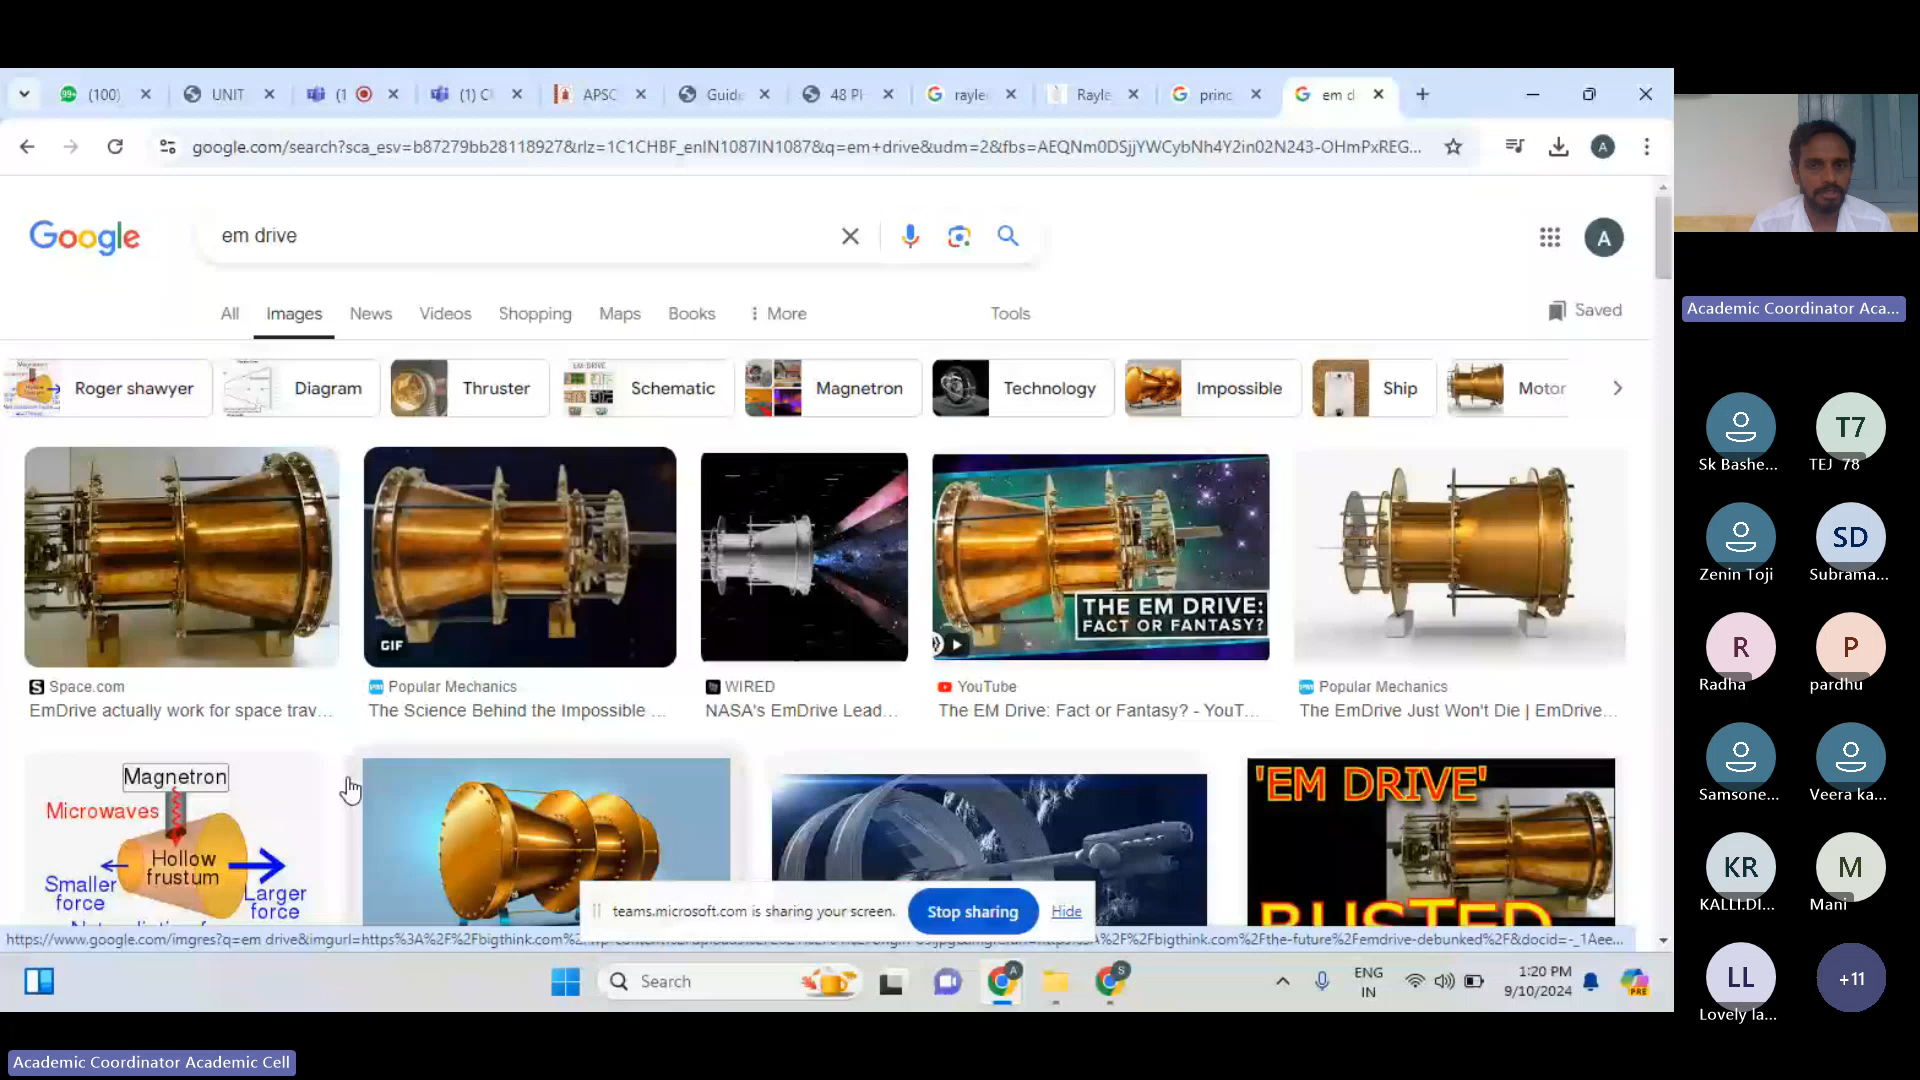 (100)
UNIT
(1
(1) C
APSC
Guide
48 Pl
rayle
Rayle
princ
em d
google.com/search?sca_esv=b87279bb28118927&rlz=1C1CHBF_enIN1087IN1087&q=em+drive&udm=2&fbs=AEQNm0DSjjYWCybNh4Y2in02N243-OHmPxREG...
A
Google
em drive
A
All
Images
News
Videos
Shopping
Maps
Books
More
Tools
Saved
Roger shawyer
Diagram
Thruster
Schematic
Magnetron
Technology
Impossible
Ship
Motor
GIF
THE EM DRIVE:
FACT OR FANTASY?
Space.com
EmDrive actually work for space trav...
Popular Mechanics
The Science Behind the Impossible ...
WIRED
NASA's EmDrive Lead...
YouTube
The EM Drive: Fact or Fantasy? - YouT...
Popular Mechanics
The EmDrive Just Won't Die | EmDrive...
Magnetron
Microwaves
Hollow
frustum
Smaller
force
Larger
force
'EM DRIVE'
BUSTED
teams.microsoft.com is sharing your screen.
Stop sharing
Hide
Search
ENG
IN
1:20 PM
9/10/2024
Academic Coordinator Aca...
Sk Bashe...
T7
TEJ 78
Zenin Toji
SD
Subrama...
R
Radha
P
pardhu
Samsone...
Veera ka...
KR
KALLI.DI...
M
Mani
LL
Lovely la...
+11
Academic Coordinator Academic Cell